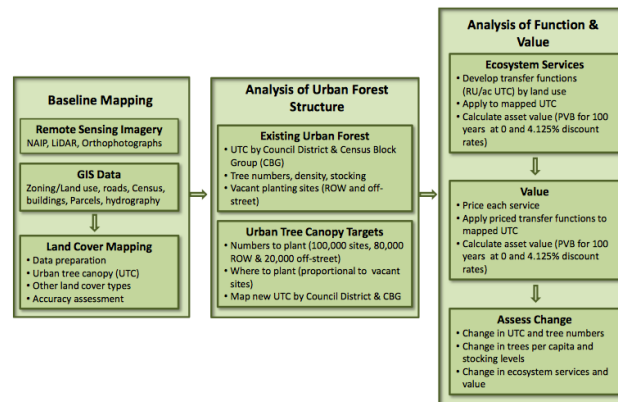 Baseline Mapping
Remote Sensing Imagery
NAIP, LiDAR, Orthophotographs
GIS Data
Zoning/Land use, roads, Census,
buildings, Parcels, hydrography
Land Cover Mapping
• Data preparation
• Urban tree canopy (UTC)
• Other land cover types
• Accuracy assessment
Analysis of Urban Forest
Structure
Existing Urban Forest
• UTC by Council District & Census Block
Group (CBG)
• Tree numbers, density, stocking
• Vacant planting sites (ROW and off-
street)
Urban Tree Canopy Targets
• Numbers to plant (100,000 sites, 80,000
ROW & 20,000 off-street)
• Where to plant (proportional to vacant
sites)
• Map new UTC by Council District & CBG
Analysis of Function &
Value
Ecosystem Services
• Develop transfer functions
(RU/ac UTC) by land use
• Apply to mapped UTC
• Calculate asset value (PVB for 100
years at 0 and 4.125% discount
rates)
Value
• Price each service
• Apply priced transfer functions to
mapped UTC
• Calculate asset value (PVB for 100
years at 0 and 4.125% discount
rates)
Assess Change
• Change in UTC and tree numbers
• Change in trees per capita and
stocking levels
• Change in ecosystem services and
value